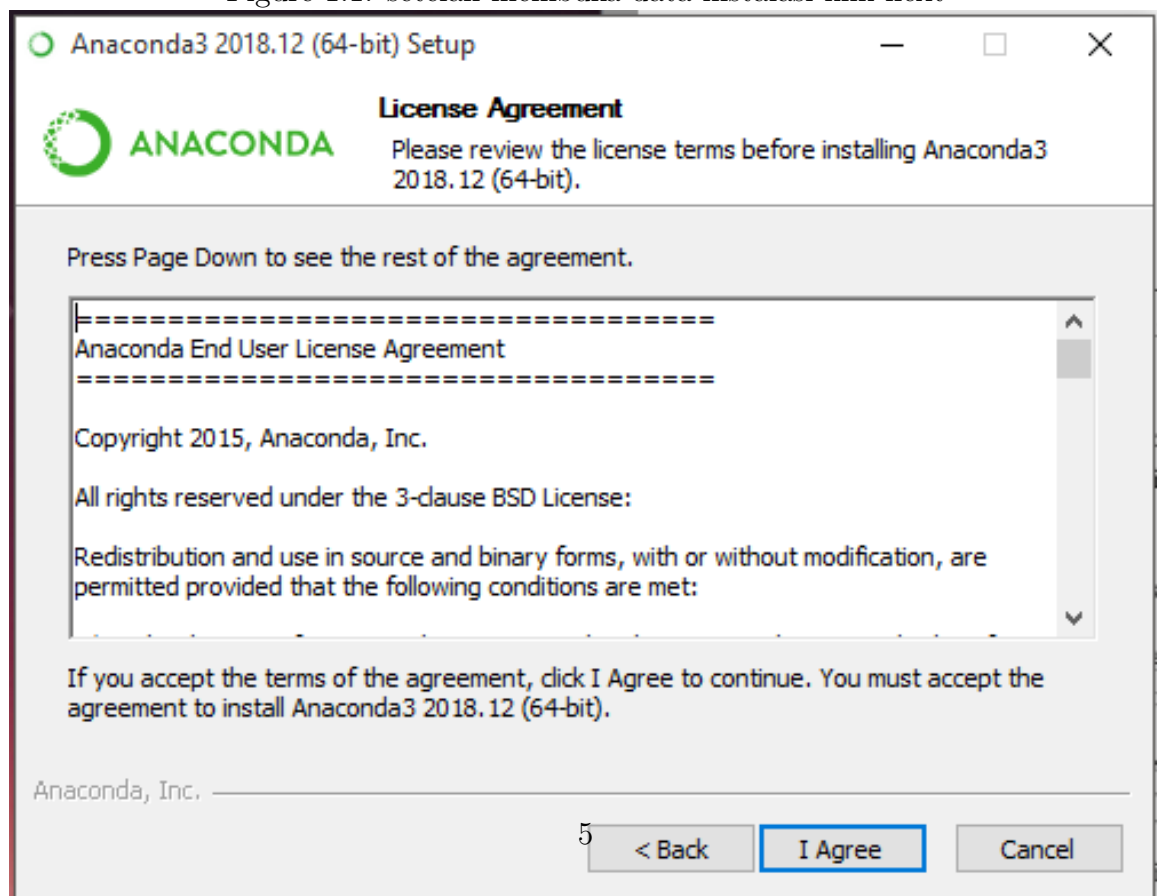 Anaconda3 2018.12 (64-bit) Setup
ANACONDA
License Agreement
Please review the license terms before installing Anaconda3
2018.12 (64-bit).
Press Page Down to see the rest of the agreement.
===================================
Anaconda End User License Agreement
===================================
Copyright 2015, Anaconda, Inc.
All rights reserved under the 3-clause BSD License:
Redistribution and use in source and binary forms, with or without modification, are
permitted provided that the following conditions are met:
If you accept the terms of the agreement, click I Agree to continue. You must accept the
agreement to install Anaconda3 2018.12 (64-bit).
Anaconda, Inc.
5
< Back
I Agree
Cancel